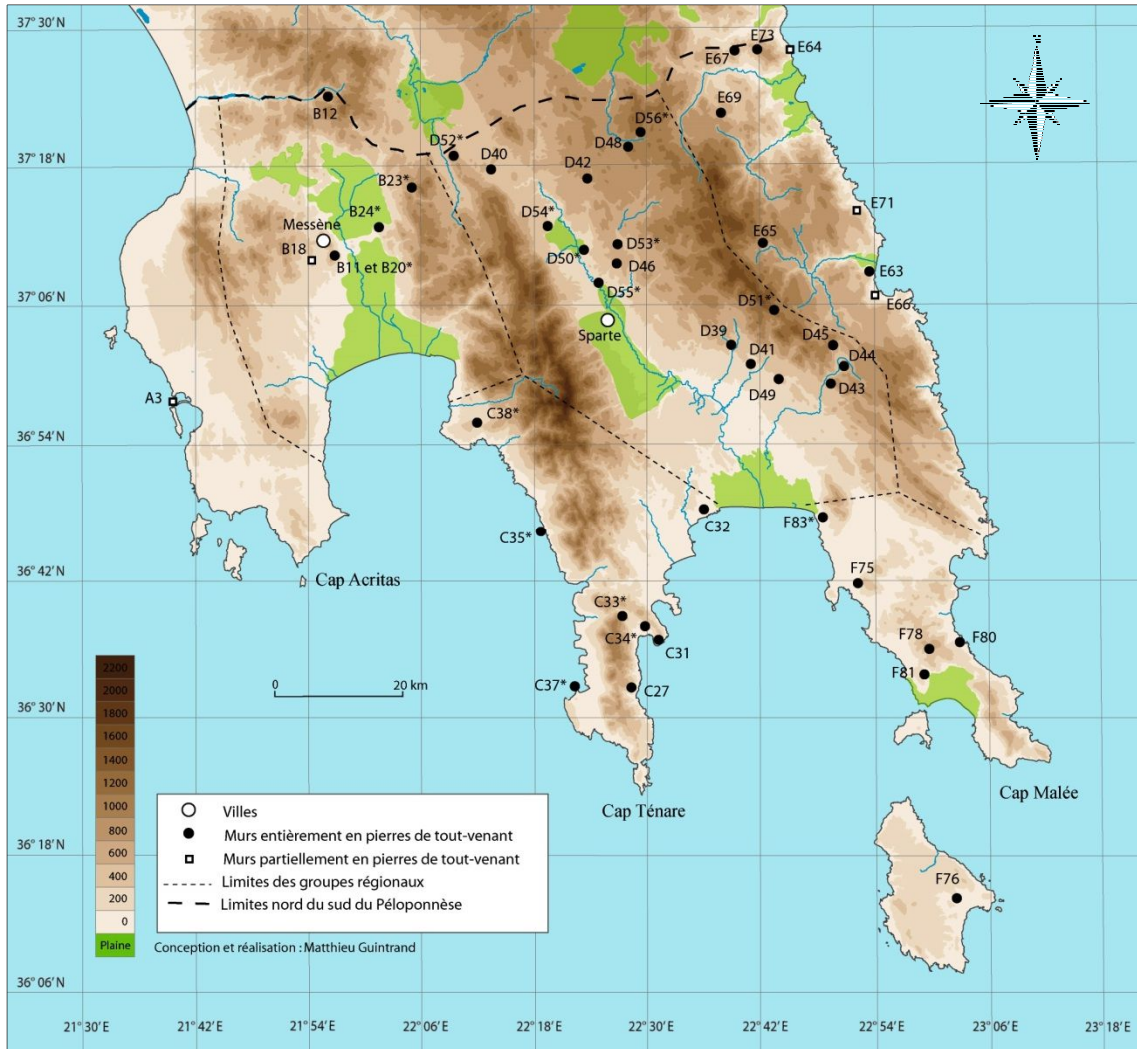 37° 30' N
E73
E64
E67
B12
E69
D56*
D48
D52*
D40
D42
37° 18' N
B23*
E71
B24*
D54*
Messène
D53*
E65
B18
B11 et B20*
D50*
D46
E63
D55*
E66
37° 06' N
D51*
Sparte
D39
D45
D41
D44
D49
D43
A3
C38*
36° 54' N
C32
F83*
C35*
36° 42' N
Cap Acritas
F75
C33*
C34*
C31
F78
F80
F81
C37*
C27
36° 30' N
Cap Ténare
Cap Malée
36° 18' N
F76
36° 06' N
2200
2000
1800
1600
1400
1200
1000
800
600
400
200
0
Plaine
0 20 km
Villes
Murs entièrement en pierres de tout-venant
Murs partiellement en pierres de tout-venant
Limites des groupes régionaux
Limites nord du sud du Péloponnèse
Conception et réalisation : Matthieu Guintrand
21° 30' E 21° 42' E 21° 54' E 22° 06' E 22° 18' E 22° 30' E 22° 42' E 22° 54' E 23° 06' E 23° 18' E